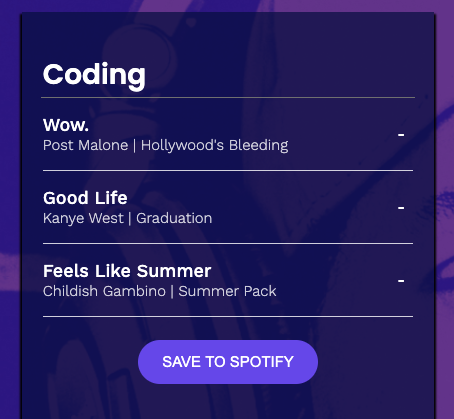 Coding
Wow.
Post Malone | Hollywood's Bleeding
-
Good Life
Kanye West | Graduation
-
Feels Like Summer
Childish Gambino | Summer Pack
-
SAVE TO SPOTIFY